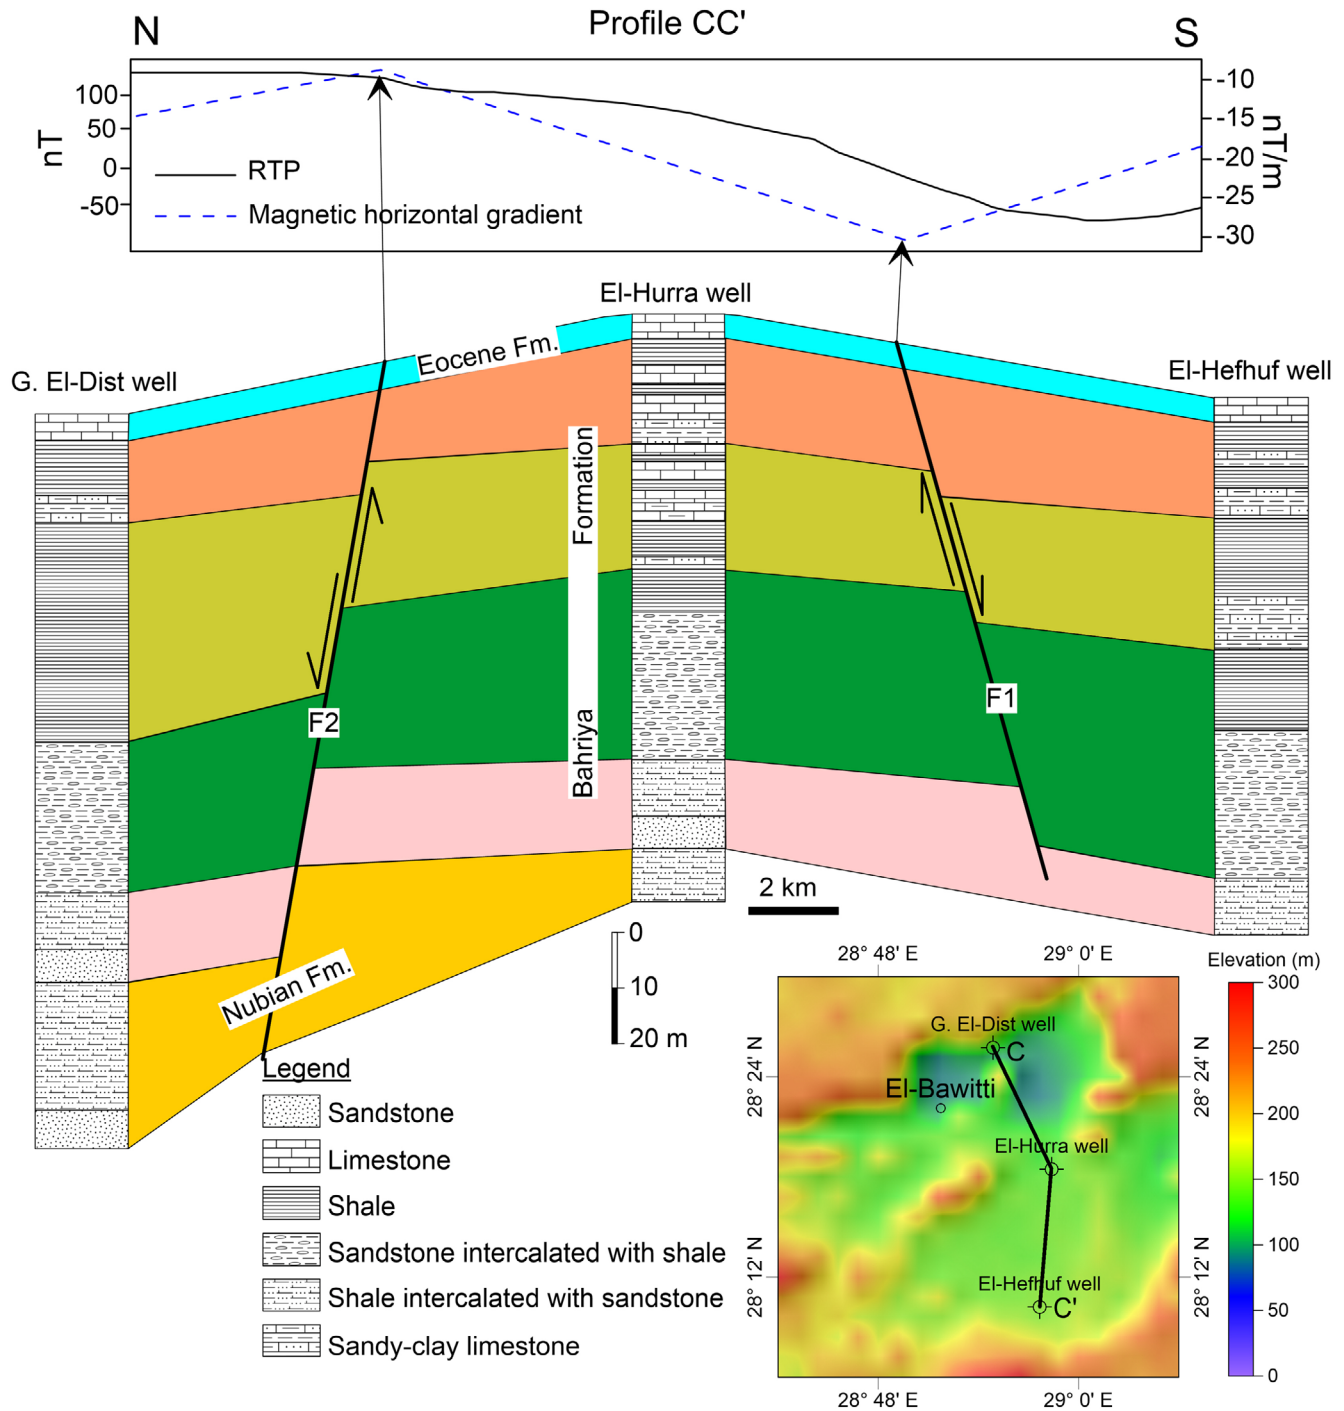 Profile CC'
N
S
100
50
0
-50
nT
-10
-15
-20
-25
-30
nT/m
RTP
Magnetic horizontal gradient
El-Hurra well
G. El-Dist well
El-Hefhuf well
Eocene Fm.
Bahriya Formation
F2
F1
Nubian Fm.
2 km
0
10
20 m
Legend
Sandstone
Limestone
Shale
Sandstone intercalated with shale
Shale intercalated with sandstone
Sandy-clay limestone
28° 48' E
29° 0' E
28° 24' N
28° 12' N
G. El-Dist well
C
El-Bawitti
El-Hurra well
El-Hefhuf well
C'
28° 24' N
28° 12' N
28° 48' E
29° 0' E
Elevation (m)
300
250
200
150
100
50
0